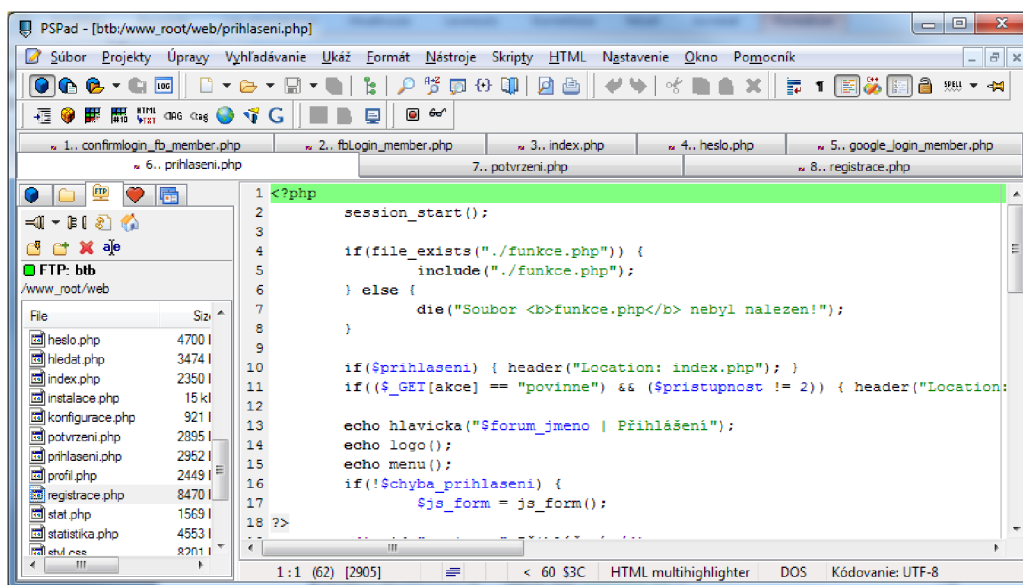 PSPad - [btb:/www_root/web/prihlaseni.php]
Súbor Projekty Úpravy Vyhľadávanie Ukáž Formát Nástroje Skripty HTML Nastavenie Okno Pomocník
1.. confirmlogin_fb_member.php 2.. fbLogin_member.php 3.. index.php 4.. heslo.php 5.. google_login_member.php
6.. prihlaseni.php 7.. potvrzeni.php 8.. registrace.php
FTP: btb
/www_root/web
File
heslo.php 4700
hledat.php 3474
index.php 2350
instalace.php 15
konfigurace.php 921
potvrzeni.php 2895
prihlaseni.php 2952
profil.php 2449
registrace.php 8470
stat.php 1569
statistika.php 4553
styl.css 8201
1 <?php
2 session_start();
3
4 if(file_exists("./funkce.php")) {
5 include("./funkce.php");
6 } else {
7 die("Soubor <b>funkce.php</b> nebyl nalezen!");
8 }
9
10 if($prihlaseni) { header("Location: index.php"); }
11 if(($_GET[akce] == "povinne") && ($pristupnost != 2)) { header("Location:
12
13 echo hlavicka("$forum_jmeno | Přihlášení");
14 echo logo();
15 echo menu();
16 if(!$chyba_prihlaseni) {
17 $js_form = js_form();
18 ?>
1:1 (62) [2905] < 60 $3C HTML multihighlighter DOS Kódovanie: UTF-8